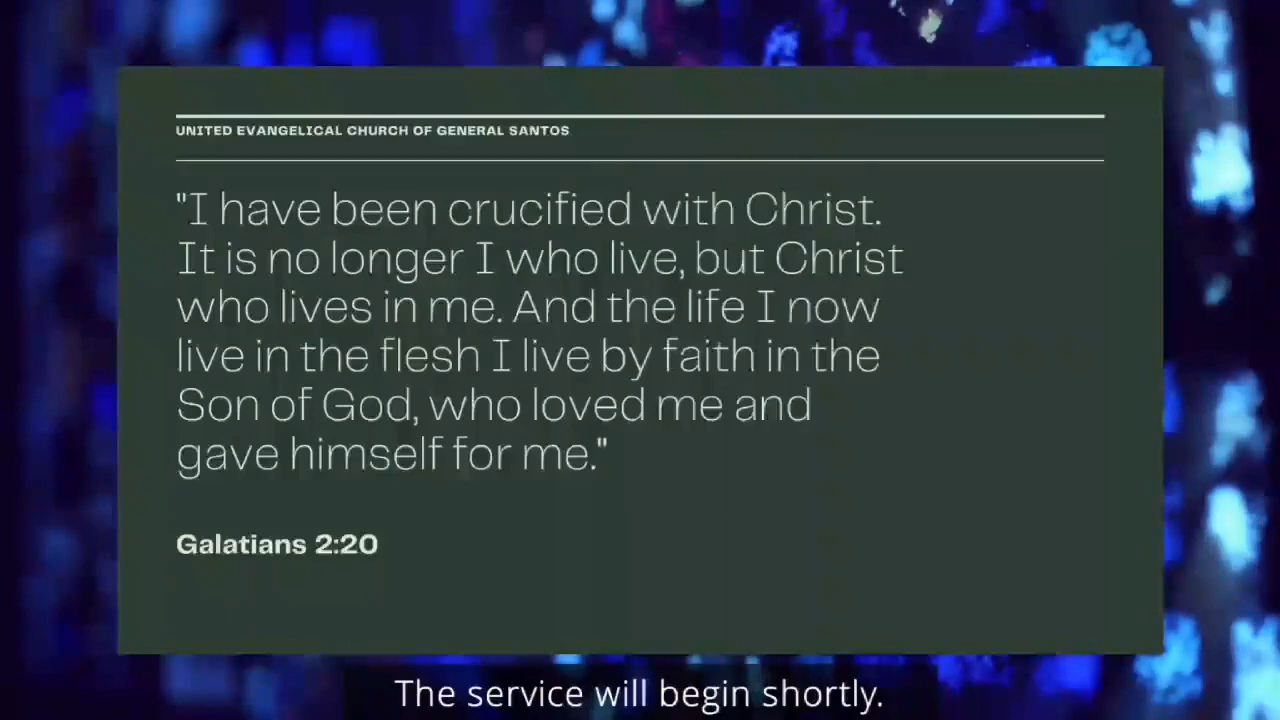 UNITED EVANGELICAL CHURCH OF GENERAL SANTOS
"I have been crucified with Christ.
It is no longer I who live, but Christ
who lives in me. And the life I now
live in the flesh I live by faith in the
Son of God, who loved me and
gave himself for me."
Galatians 2:20
The service will begin shortly.